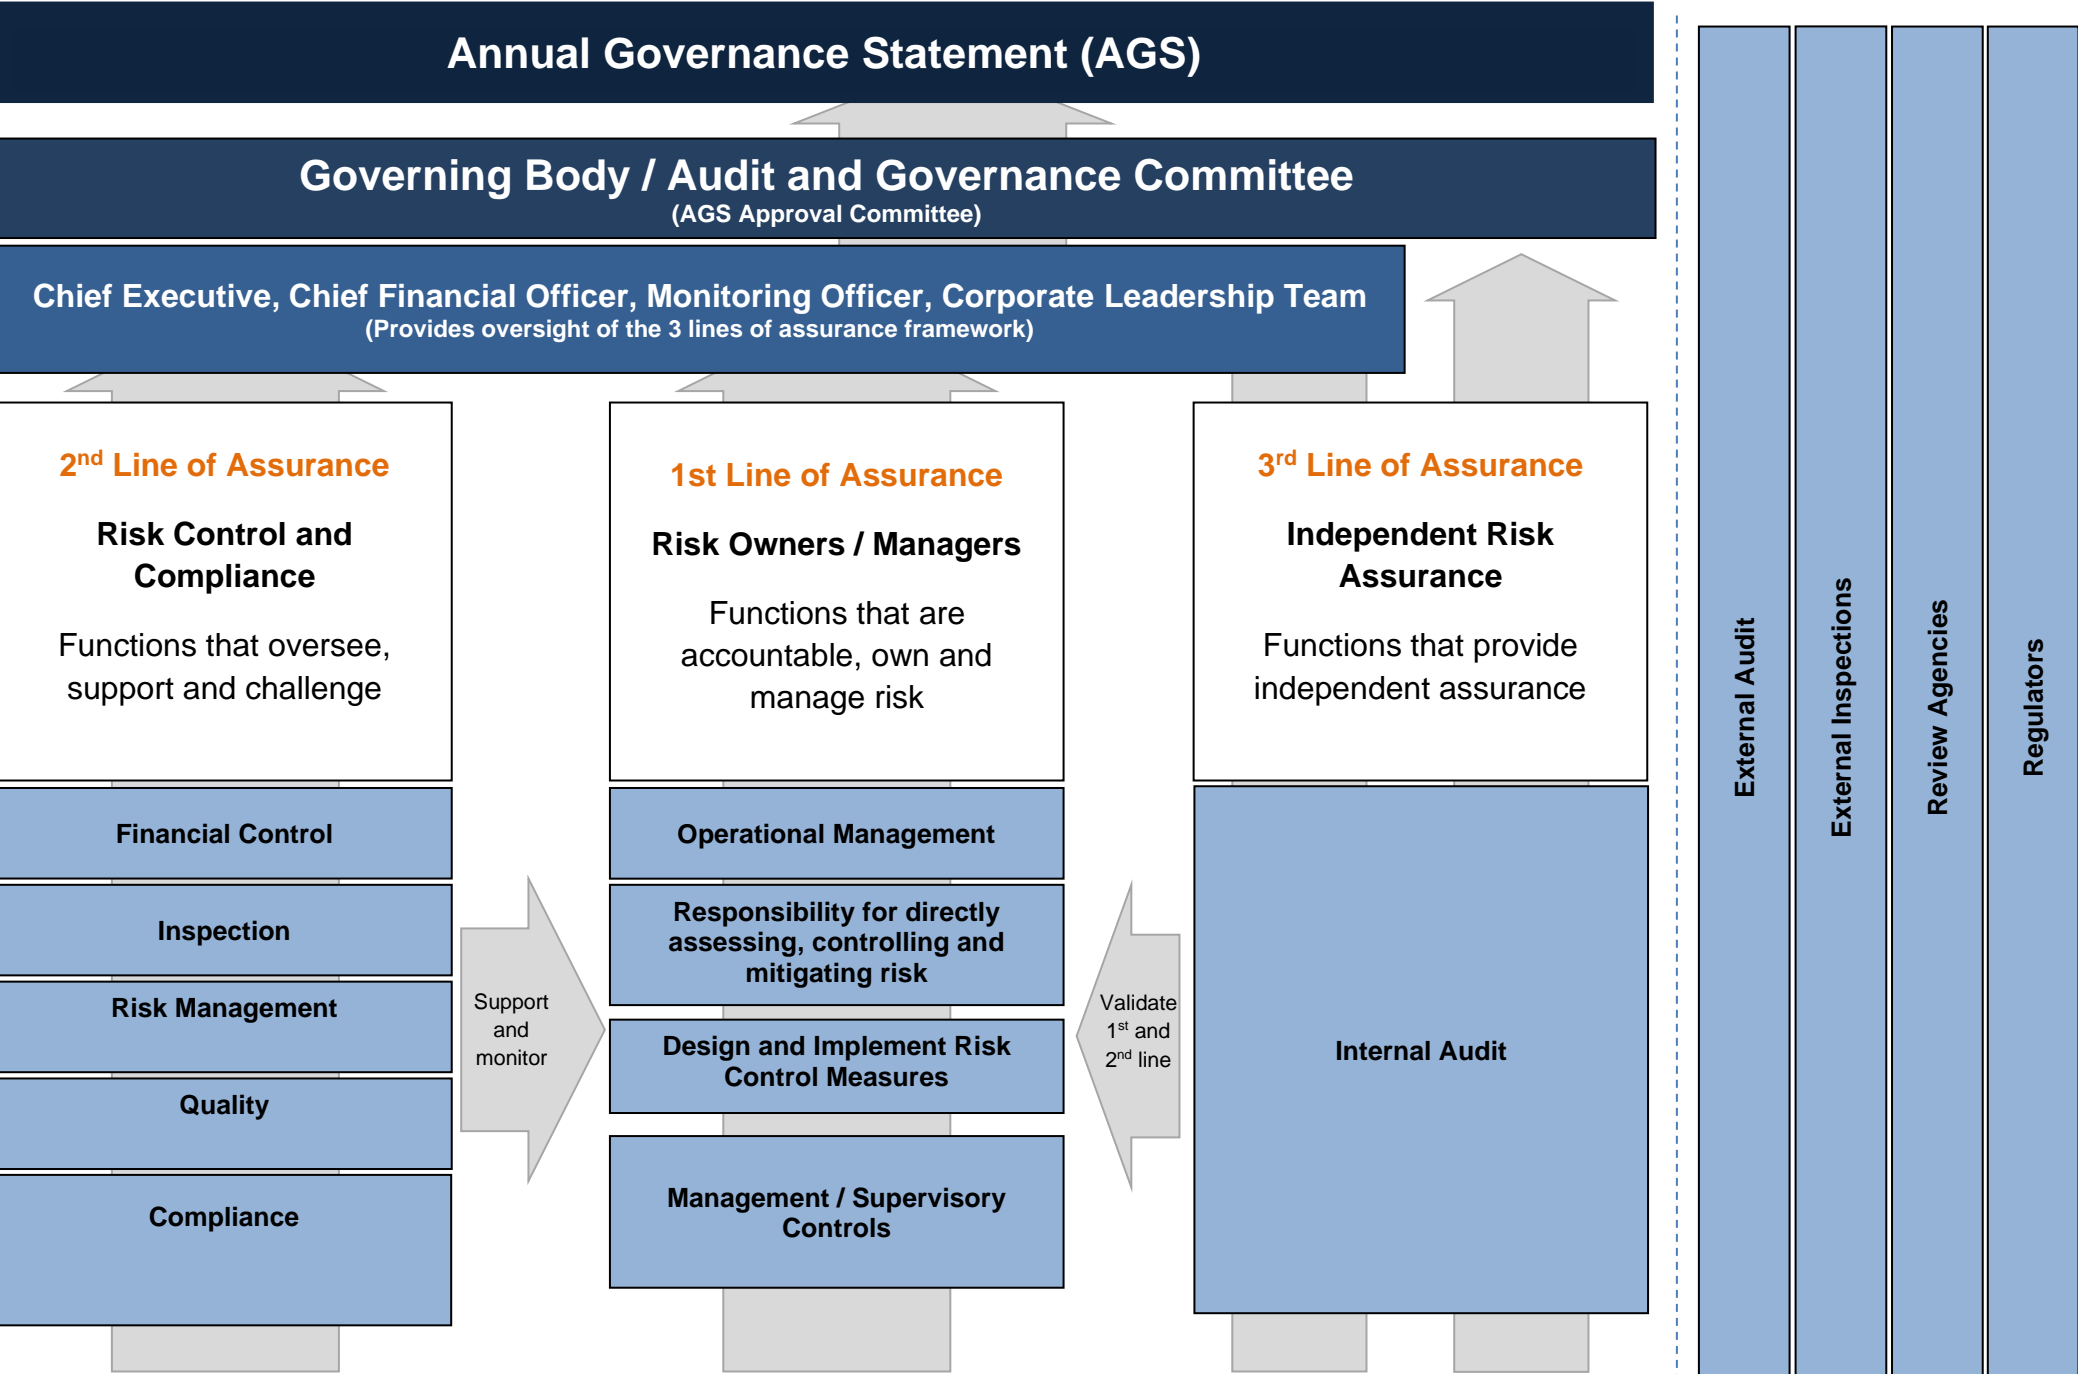 Annual Governance Statement (AGS)
Governing Body / Audit and Governance Committee
(AGS Approval Committee)
Chief Executive, Chief Financial Officer, Monitoring Officer, Corporate Leadership Team
(Provides oversight of the 3 lines of assurance framework)
2nd Line of Assurance
Risk Control and
Compliance
Functions that oversee,
support and challenge
Financial Control
Inspection
Risk Management
Quality
Compliance
Support
and
monitor
1st Line of Assurance
Risk Owners / Managers
Functions that are
accountable, own and
manage risk
Operational Management
Responsibility for directly
assessing, controlling and
mitigating risk
Design and Implement Risk
Control Measures
Management / Supervisory
Controls
Validate
1st and
2nd line
3rd Line of Assurance
Independent Risk
Assurance
Functions that provide
independent assurance
Internal Audit
External Audit
External Inspections
Review Agencies
Regulators